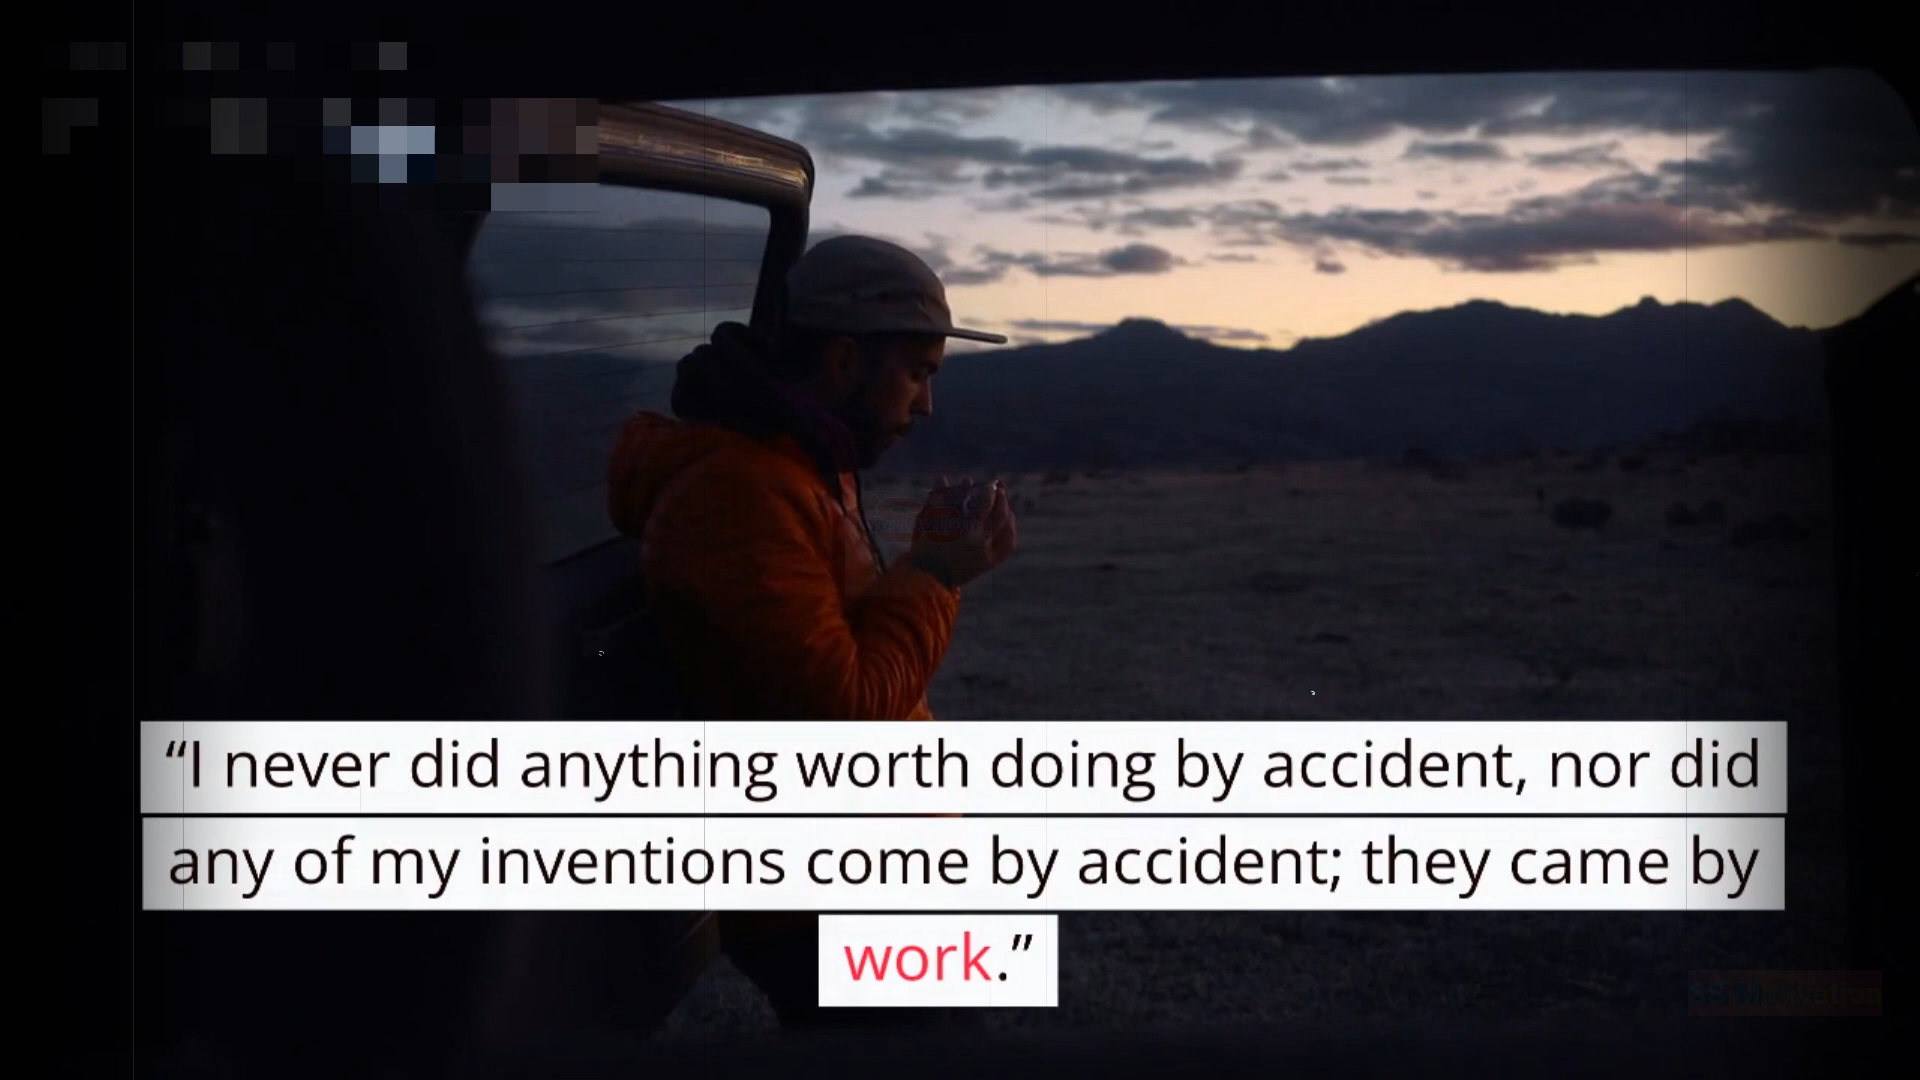 “I never did anything worth doing by accident, nor did
any of my inventions come by accident; they came by
work.”